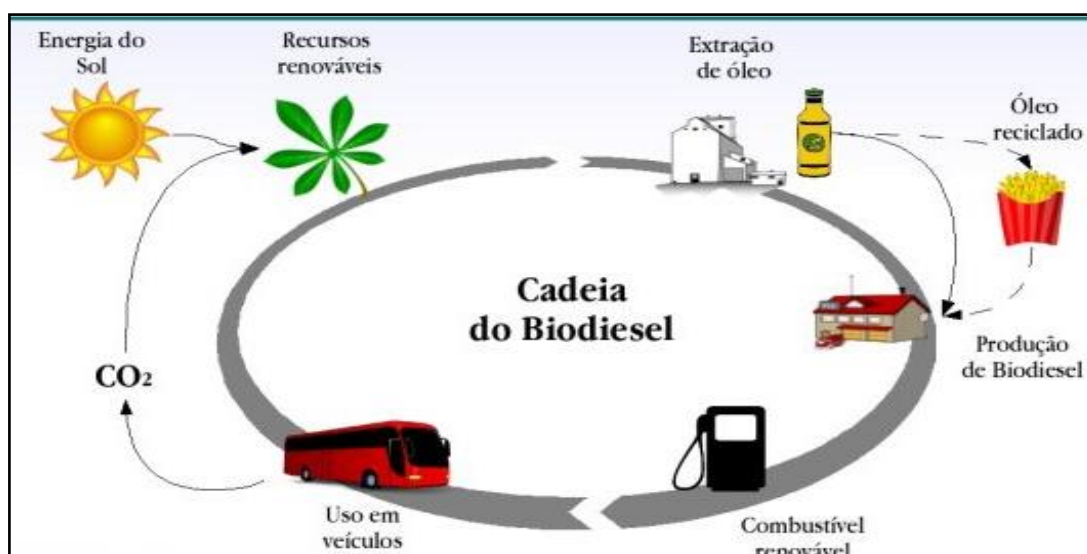 Energia do
Sol
Recursos
renováveis
Extração
de óleo
Óleo
reciclado
Cadeia
do Biodiesel
CO₂
Produção
de Biodiesel
Uso em
veículos
Combustível
renovável